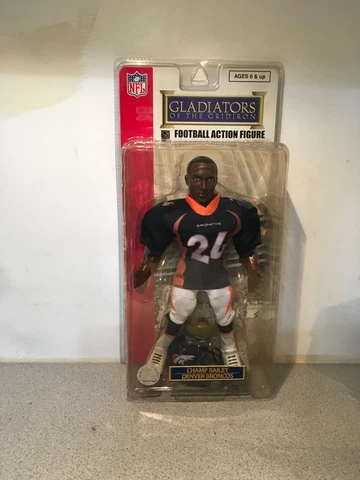 NFL
AGES 6 & up
GLADIATORS
OF THE GRIDIRON
FOOTBALL ACTION FIGURE
BRONCOS
24
CHAMP BAILEY
DENVER BRONCOS